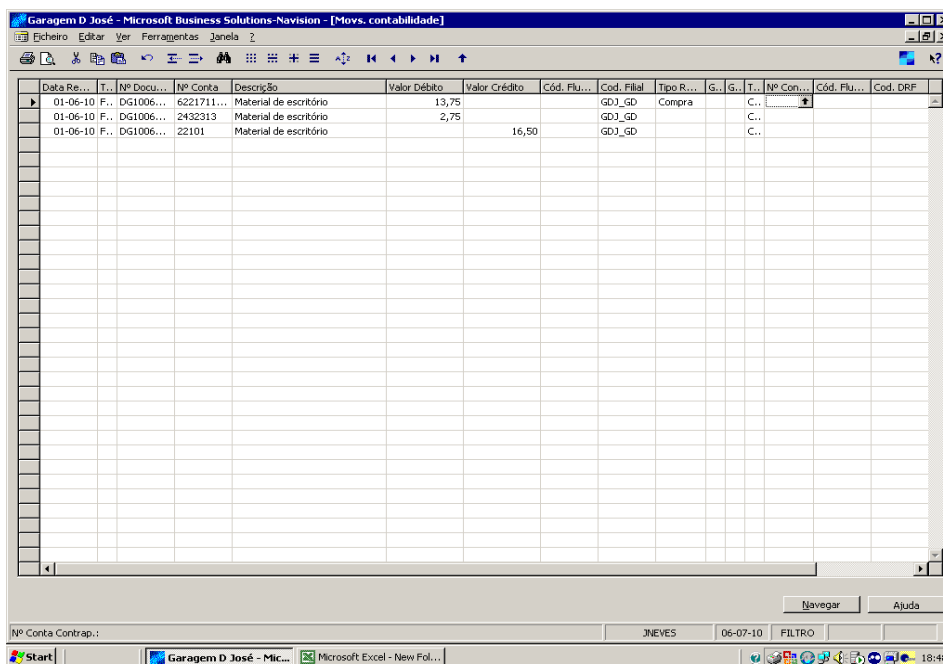 Garagem D José - Microsoft Business Solutions-Navision - [Movs. contabilidade]
Ficheiro Editar Ver Ferramentas Janela ?
Data Re... T.. Nº Docu... Nº Conta Descrição Valor Débito Valor Crédito Cód. Flu... Cod. Filial Tipo R... G.. G.. T.. Nº Con... Cód. Flu... Cod. DRF
01-06-10 F.. DG1006... 6221711... Material de escritório 13,75 GDJ_GD Compra C..
01-06-10 F.. DG1006... 2432313 Material de escritório 2,75 GDJ_GD C..
01-06-10 F.. DG1006... 22101 Material de escritório 16,50 GDJ_GD C..
Navegar Ajuda
Nº Conta Contrap.: JNEVES 06-07-10 FILTRO
Start Garagem D José - Mic... Microsoft Excel - New Fol...